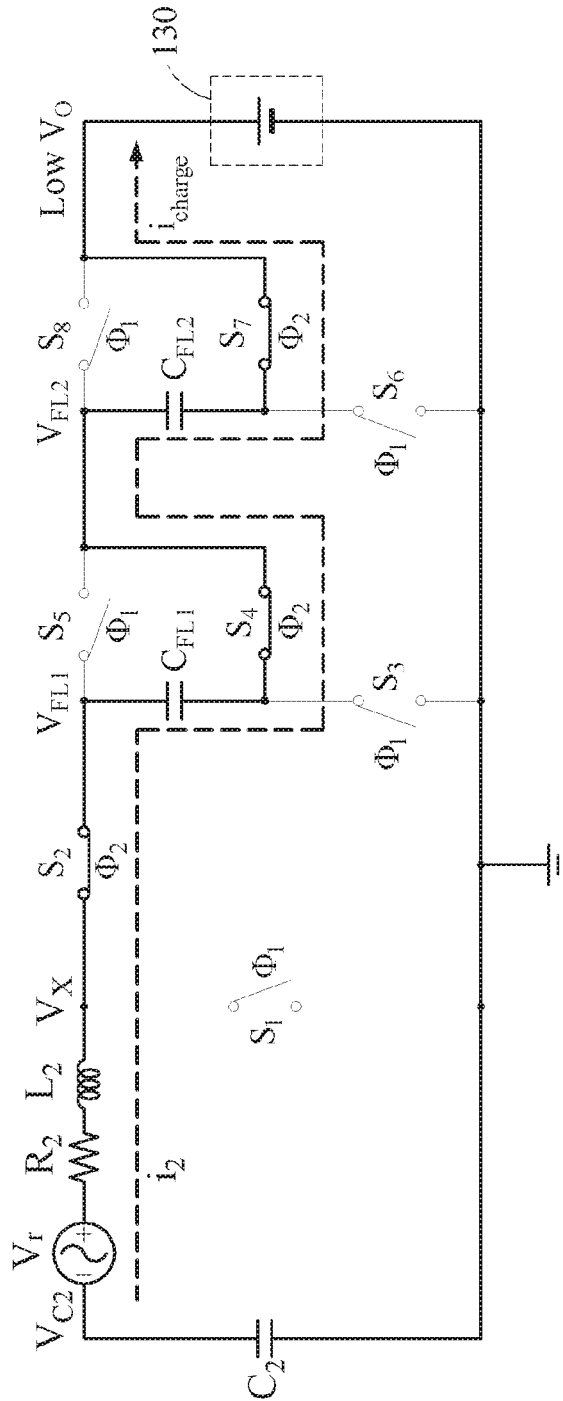 V_C2
V_r
R_2
L_2
V_X
S_2
Φ_2
V_FL1
S_5
Φ_1
V_FL2
S_8
Φ_1
Low V_O
130
i_2
C_FL1
C_FL2
i_charge
S_4
Φ_2
S_7
Φ_2
C_2
S_1
Φ_1
S_3
Φ_1
S_6
Φ_1